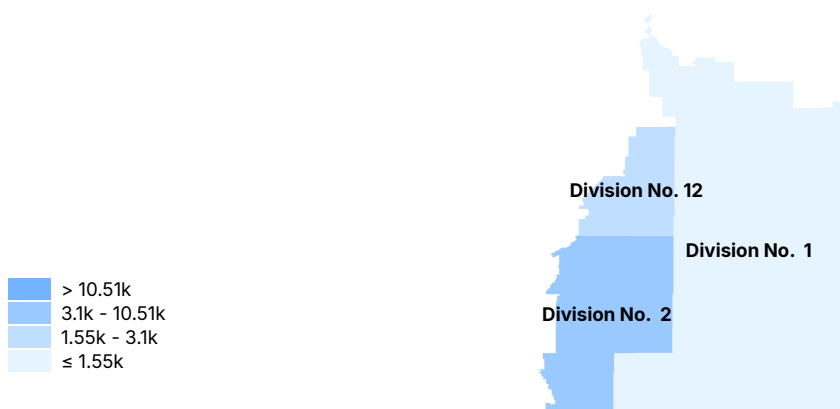 Division No. 12
Division No.  1
> 10.51k
3.1k - 10.51k
Division No.  2
1.55k - 3.1k
≤ 1.55k